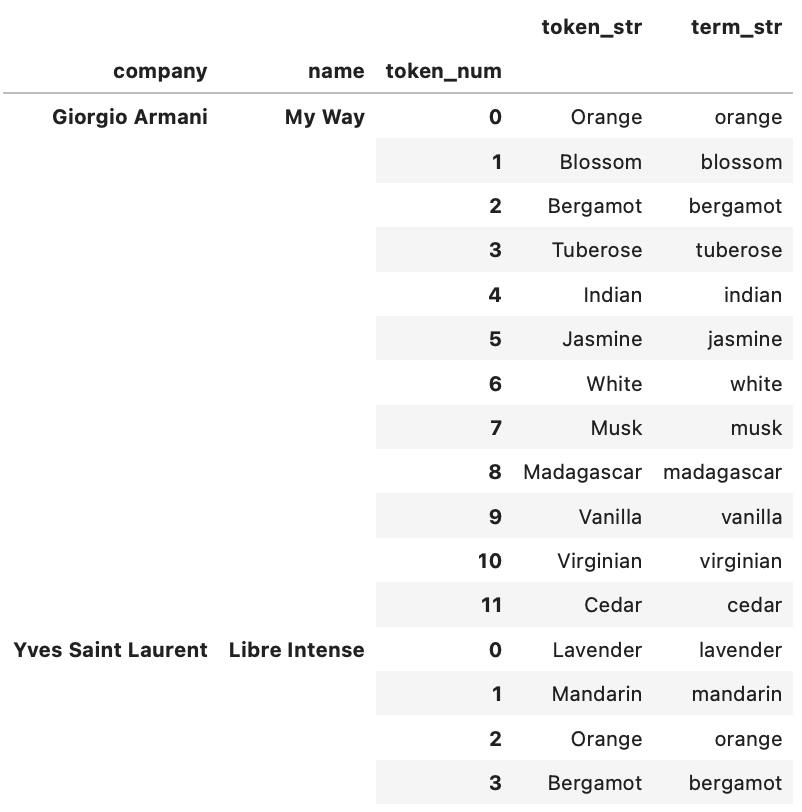 token_str term_str
company name token_num
Giorgio Armani My Way 0 Orange orange
1 Blossom blossom
2 Bergamot bergamot
3 Tuberose tuberose
4 Indian indian
5 Jasmine jasmine
6 White white
7 Musk musk
8 Madagascar madagascar
9 Vanilla vanilla
10 Virginian virginian
11 Cedar cedar
Yves Saint Laurent Libre Intense 0 Lavender lavender
1 Mandarin mandarin
2 Orange orange
3 Bergamot bergamot